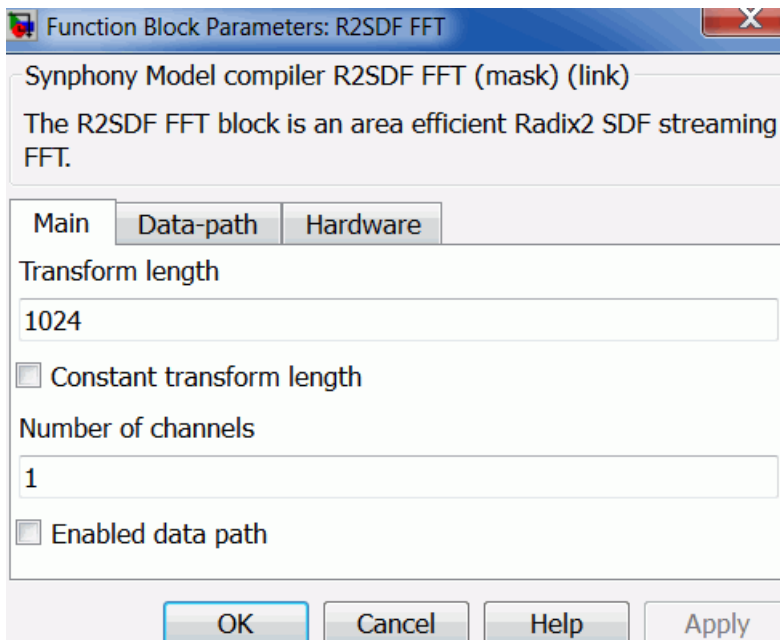 Function Block Parameters: R2SDF FFT
X
Synphony Model compiler R2SDF FFT (mask) (link)
The R2SDF FFT block is an area efficient Radix2 SDF streaming
FFT.
Main Data-path Hardware
Transform length
1024
Constant transform length
Number of channels
1
Enabled data path
OK Cancel Help Apply